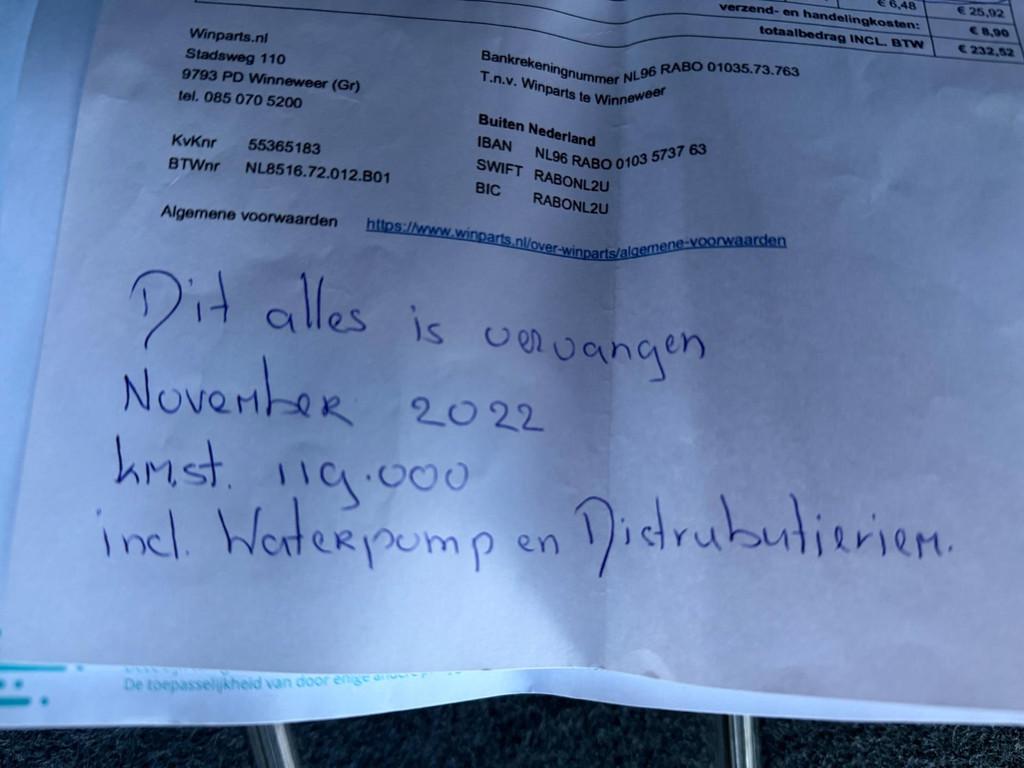 € 6,48 € 25,92
verzend- en handelingkosten: € 8,90
totaalbedrag INCL. BTW € 232,52
Winparts.nl
Stadsweg 110
9793 PD Winneweer (Gr)
tel. 085 070 5200
Bankrekeningnummer NL96 RABO 01035.73.763
T.n.v. Winparts te Winneweer
KvKnr 55365183
BTWnr NL8516.72.012.B01
Buiten Nederland
IBAN NL96 RABO 0103 5737 63
SWIFT RABONL2U
BIC RABONL2U
Algemene voorwaarden https://www.winparts.nl/over-winparts/algemene-voorwaarden
Dit alles is vervangen
November 2022
km.st. 119.000
incl. Waterpomp en Distrubutieriem.
De toepasselijkheid van door enige